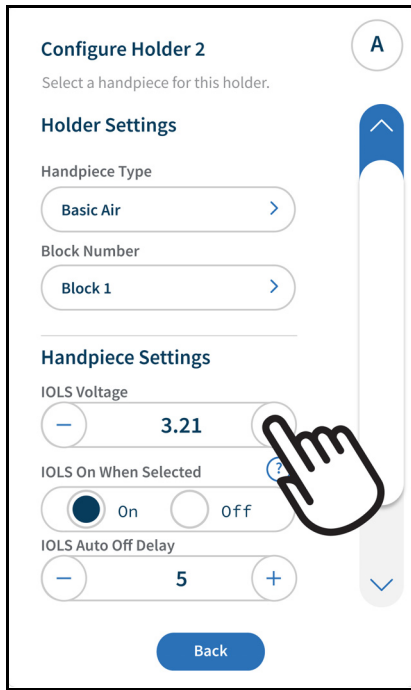 Configure Holder 2
A
Select a handpiece for this holder.
Holder Settings
Handpiece Type
Basic Air
Block Number
Block 1
Handpiece Settings
IOLS Voltage
− 3.21
IOLS On When Selected ?
On Off
IOLS Auto Off Delay
− 5 +
Back